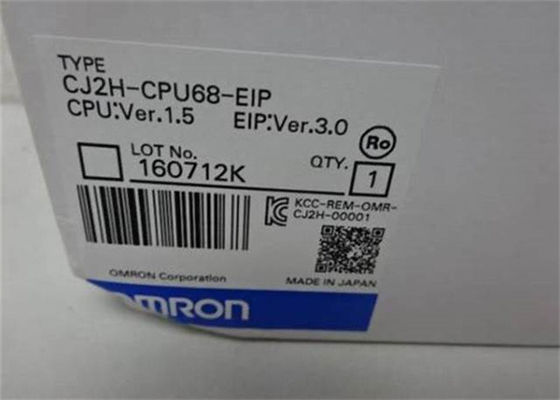 TYPE
CJ2H-CPU68-EIP
CPU:Ver.1.5 EIP:Ver.3.0
Ro
LOT No. QTY.
160712K 1
KCC-REM-OMR-
CJ2H-00001
OMRON Corporation MADE IN JAPAN
OMRON